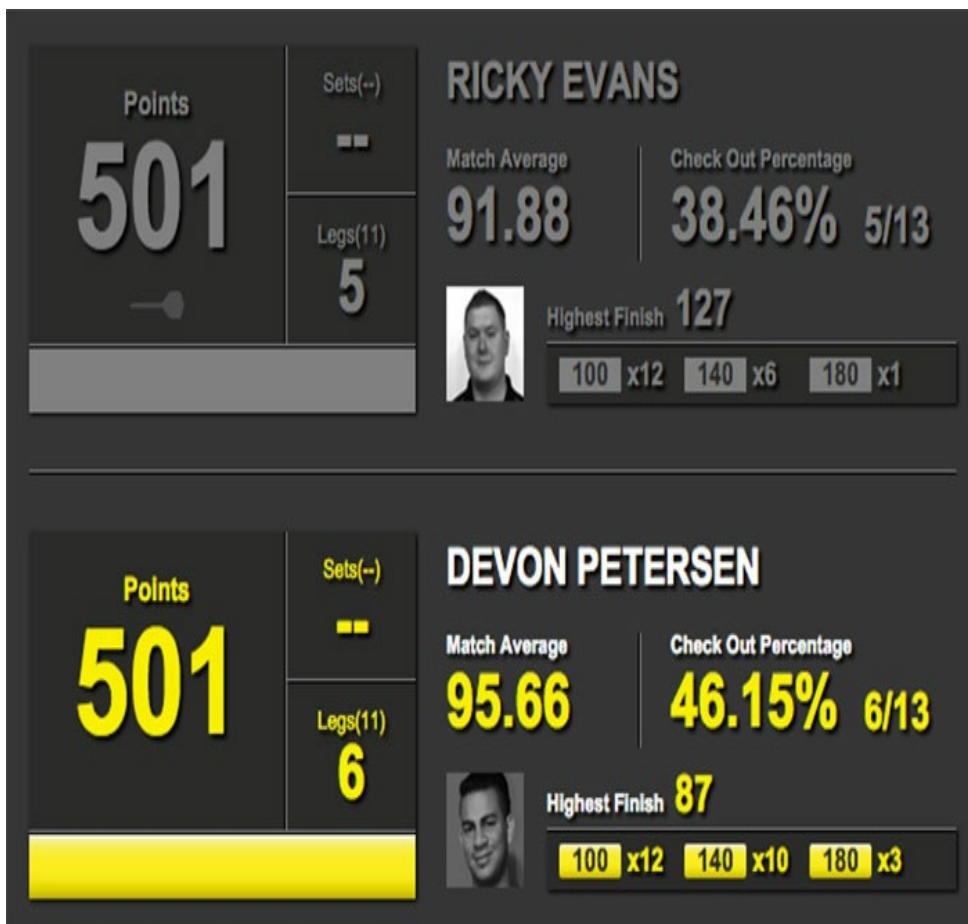 RICKY EVANS
Points
501
Sets(--)
--
Legs(11)
5
Match Average
91.88
Check Out Percentage
38.46% 5/13
Highest Finish 127
100 x12 140 x6 180 x1
DEVON PETERSEN
Points
501
Sets(--)
--
Legs(11)
6
Match Average
95.66
Check Out Percentage
46.15% 6/13
Highest Finish 87
100 x12 140 x10 180 x3